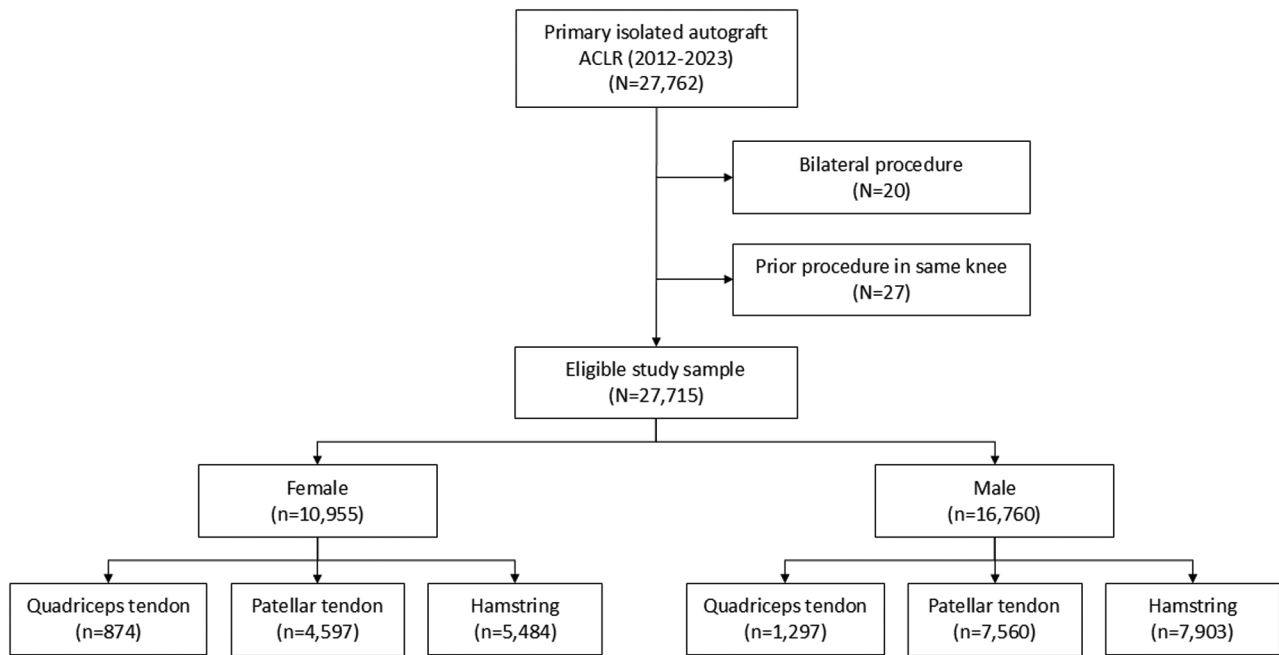 Primary isolated autograft
ACLR (2012-2023)
(N=27,762)
Bilateral procedure
(N=20)
Prior procedure in same knee
(N=27)
Eligible study sample
(N=27,715)
Female
(n=10,955)
Male
(n=16,760)
Quadriceps tendon
(n=874)
Patellar tendon
(n=4,597)
Hamstring
(n=5,484)
Quadriceps tendon
(n=1,297)
Patellar tendon
(n=7,560)
Hamstring
(n=7,903)